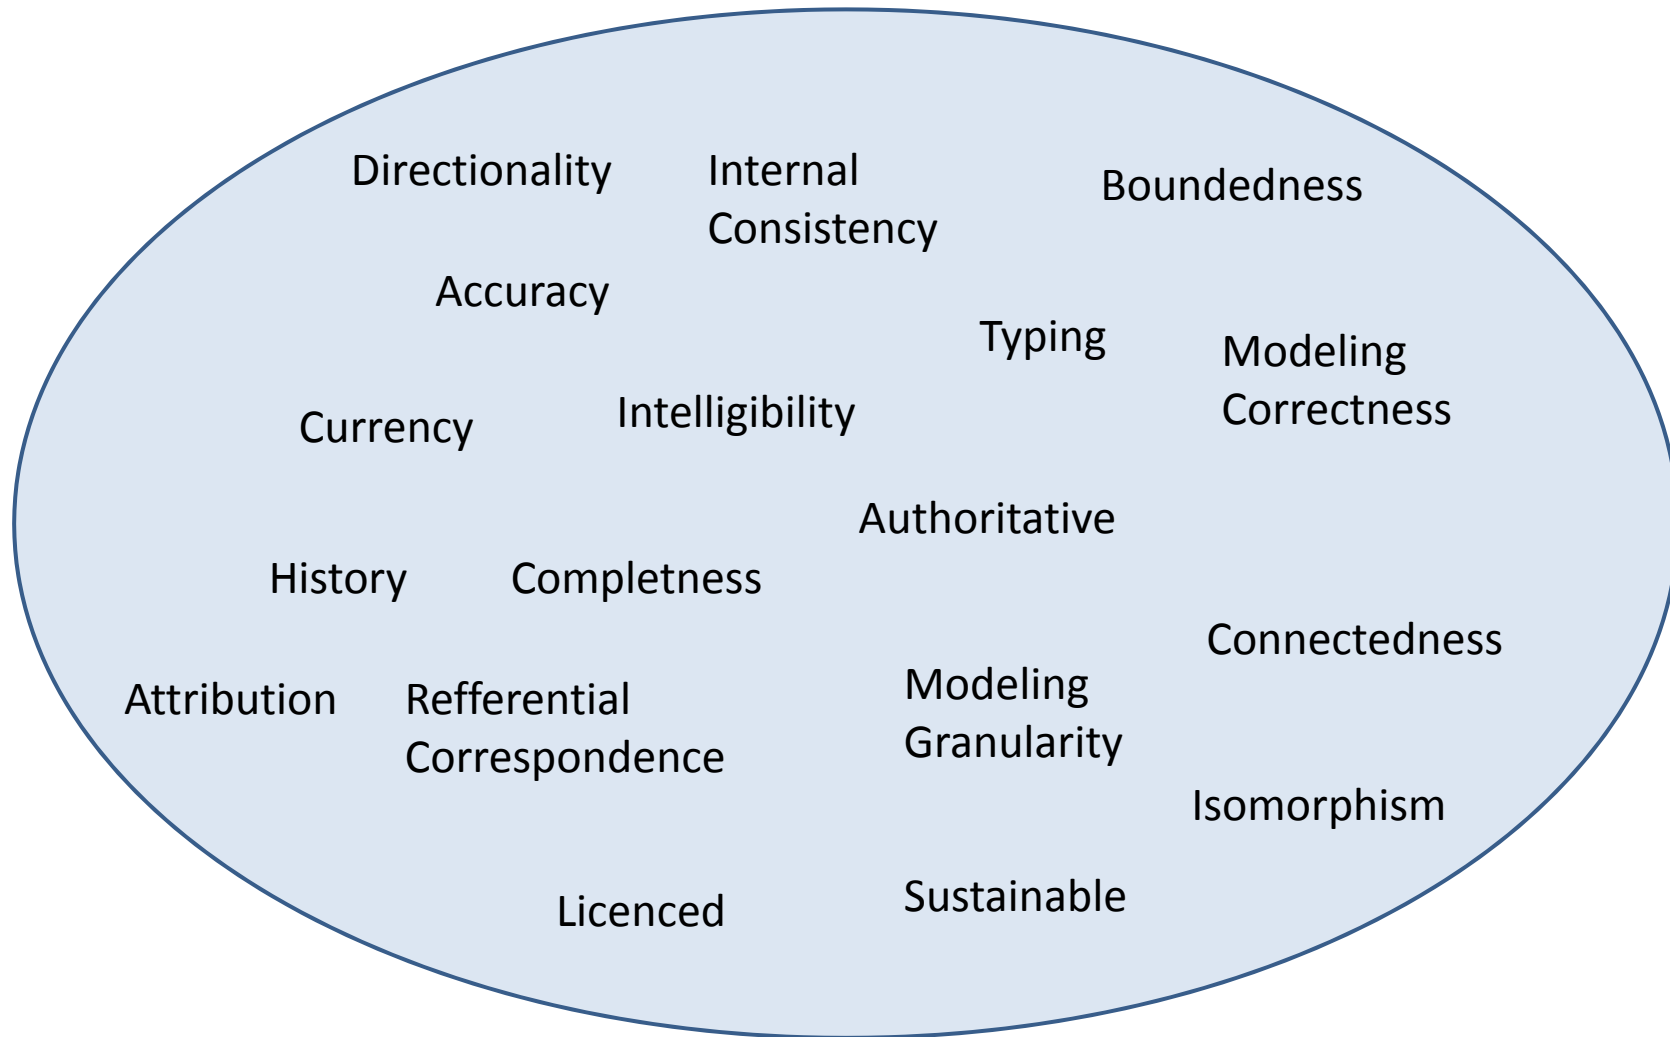 Directionality
Internal
Consistency
Boundedness
Accuracy
Typing
Modeling
Correctness
Currency
Intelligibility
Authoritative
History
Completness
Connectedness
Attribution
Refferential
Correspondence
Modeling
Granularity
Isomorphism
Licenced
Sustainable